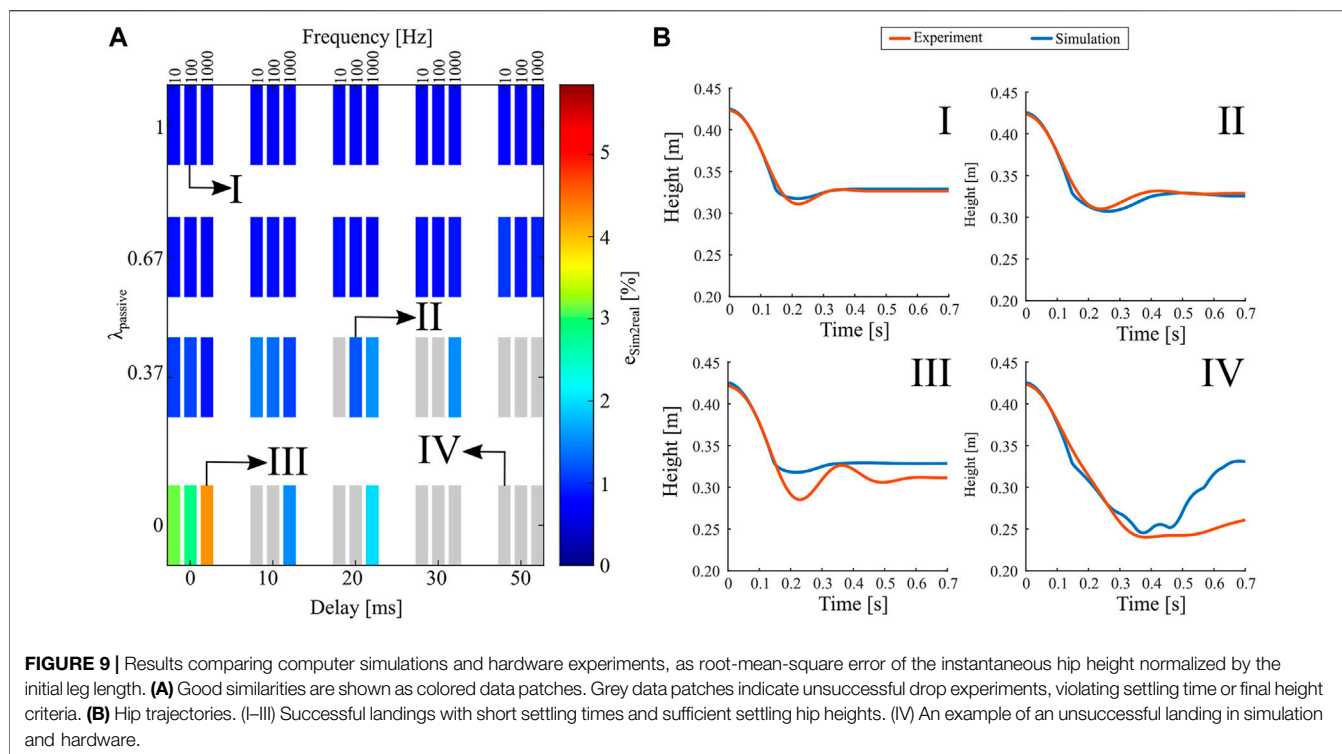 A
Frequency [Hz]
10 100 1000 10 100 1000 10 100 1000 10 100 1000 10 100 1000
λpassive
1
0.67
0.37
0
I
II
III
IV
0 10 20 30 50
Delay [ms]
5
4
3
2
1
0
eSim2real [%]
B
Experiment Simulation
I
Height [m]
0.45
0.40
0.35
0.30
0.25
0.20
0 0.1 0.2 0.3 0.4 0.5 0.6 0.7
Time [s]
II
Height [m]
0.45
0.40
0.35
0.30
0.25
0.20
0 0.1 0.2 0.3 0.4 0.5 0.6 0.7
Time [s]
III
Height [m]
0.45
0.40
0.35
0.30
0.25
0.20
0 0.1 0.2 0.3 0.4 0.5 0.6 0.7
Time [s]
IV
Height [m]
0.45
0.40
0.35
0.30
0.25
0.20
0 0.1 0.2 0.3 0.4 0.5 0.6 0.7
Time [s]
FIGURE 9 | Results comparing computer simulations and hardware experiments, as root-mean-square error of the instantaneous hip height normalized by the
initial leg length. (A) Good similarities are shown as colored data patches. Grey data patches indicate unsuccessful drop experiments, violating settling time or final height
criteria. (B) Hip trajectories. (I–III) Successful landings with short settling times and sufficient settling hip heights. (IV) An example of an unsuccessful landing in simulation
and hardware.